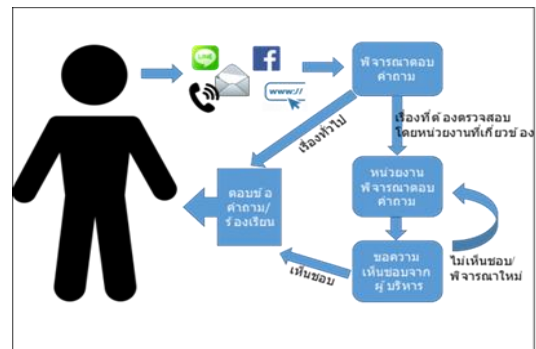 LINE
www://
พิจารณาตอบ
คำถาม
เรื่องทั่วไป
เรื่องที่ต้องตรวจสอบ
โดยหน่วยงานที่เกี่ยวข้อง
หน่วยงาน
พิจารณาตอบ
คำถาม
ตอบข้อ
คำถาม/
ร้องเรียน
ขอความ
เห็นชอบจาก
ผู้บริหาร
เห็นชอบ
ไม่เห็นชอบ/
พิจารณาใหม่